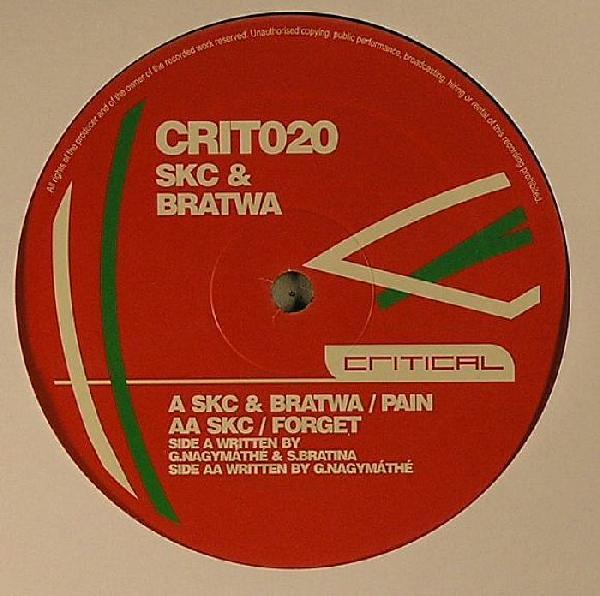 All rights of the producer and of the owner of the recorded work reserved. Unauthorised copying, public performance, broadcasting, hiring or rental of this recording prohibited.
CRIT020
SKC &
BRATWA
CRITICAL
A SKC & BRATWA / PAIN
AA SKC / FORGET
SIDE A WRITTEN BY
G.NAGYMÁTHÉ & S.BRATINA
SIDE AA WRITTEN BY G.NAGYMÁTHÉ